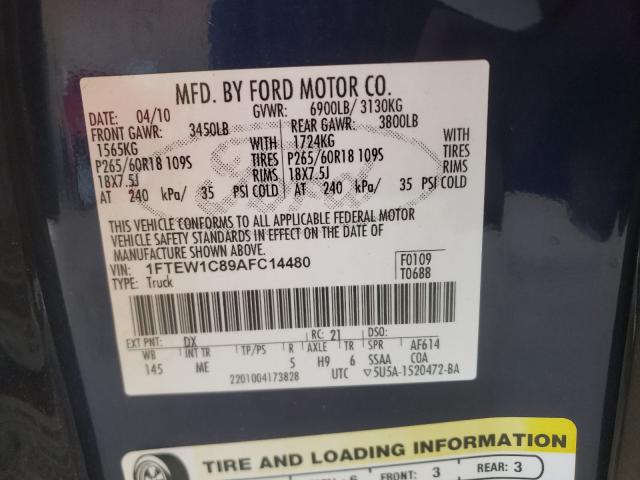 MFD. BY FORD MOTOR CO.
DATE: 04/10 GVWR: 6900LB/ 3130KG
FRONT GAWR: 3450LB REAR GAWR: 3800LB
1565KG WITH 1724KG WITH
P265/60R18 109S TIRES P265/60R18 109S TIRES
18X7.5J RIMS 18X7.5J RIMS
AT 240 kPa/ 35 PSI COLD AT 240 kPa/ 35 PSI COLD
THIS VEHICLE CONFORMS TO ALL APPLICABLE FEDERAL MOTOR
VEHICLE SAFETY STANDARDS IN EFFECT ON THE DATE OF
MANUFACTURE SHOWN ABOVE.
VIN: 1FTEW1C89AFC14480 F0109
TYPE: Truck T0688
EXT PNT: DX RC: 21 DSO:
WB INT TR TP/PS R AXLE TR SPR AF614
145 ME 5 H9 6 SSAA COA
2201004173828 UTC ▽5U5A-1520472-BA
TIRE AND LOADING INFORMATION
FRONT: 3 REAR: 3